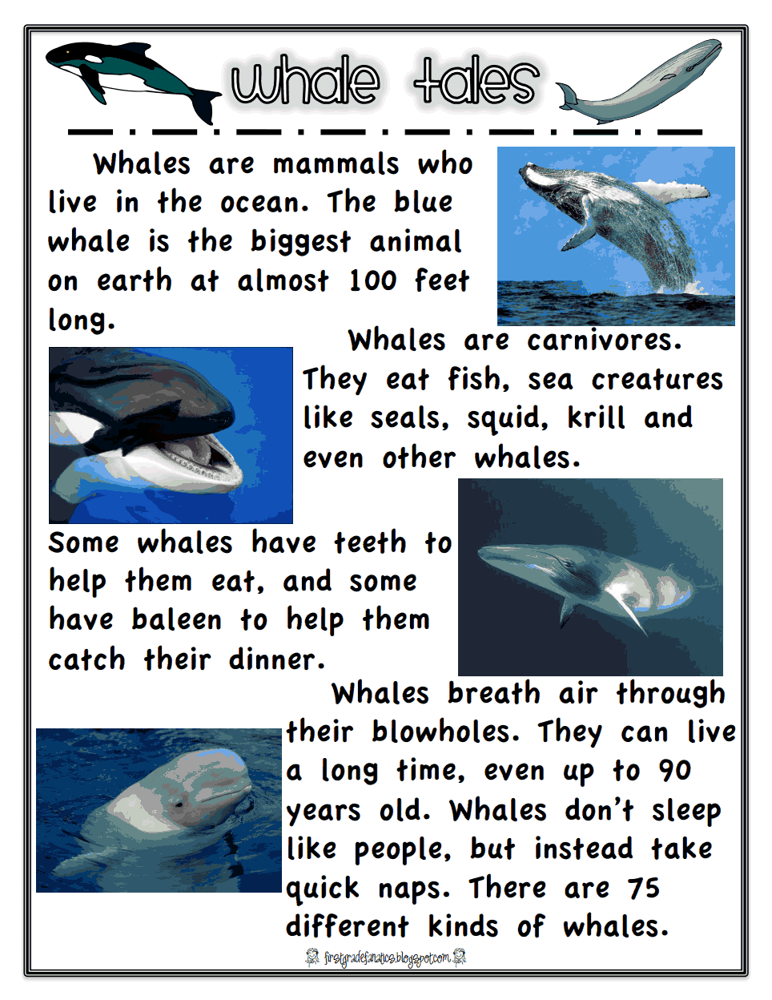 whale tales
Whales are mammals who
live in the ocean. The blue
whale is the biggest animal
on earth at almost 100 feet
long.
Whales are carnivores.
They eat fish, sea creatures
like seals, squid, krill and
even other whales.
Some whales have teeth to
help them eat, and some
have baleen to help them
catch their dinner.
Whales breath air through
their blowholes. They can live
a long time, even up to 90
years old. Whales don't sleep
like people, but instead take
quick naps. There are 75
different kinds of whales.
firstgradefanatics.blogspot.com